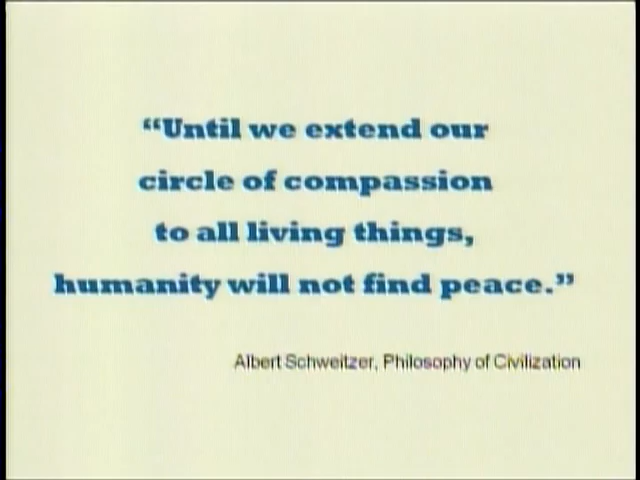 “Until we extend our
circle of compassion
to all living things,
humanity will not find peace.”
Albert Schweitzer, Philosophy of Civilization